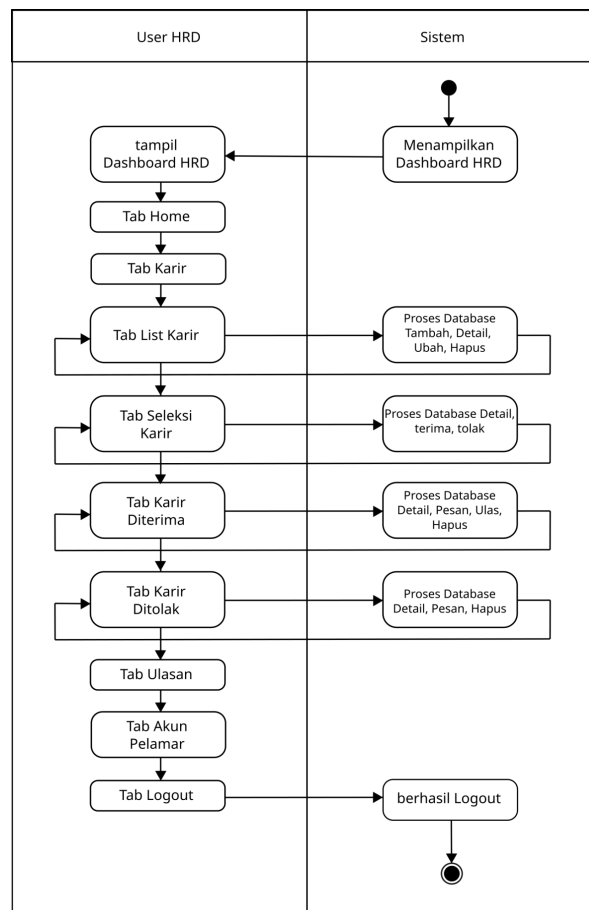 User HRD
Sistem
tampil
Dashboard HRD
Menampilkan
Dashboard HRD
Tab Home
Tab Karir
Tab List Karir
Proses Database
Tambah, Detail,
Ubah, Hapus
Tab Seleksi
Karir
Proses Database Detail,
terima, tolak
Tab Karir
Diterima
Proses Database
Detail, Pesan, Ulas,
Hapus
Tab Karir
Ditolak
Proses Database
Detail, Pesan, Hapus
Tab Ulasan
Tab Akun
Pelamar
Tab Logout
berhasil Logout